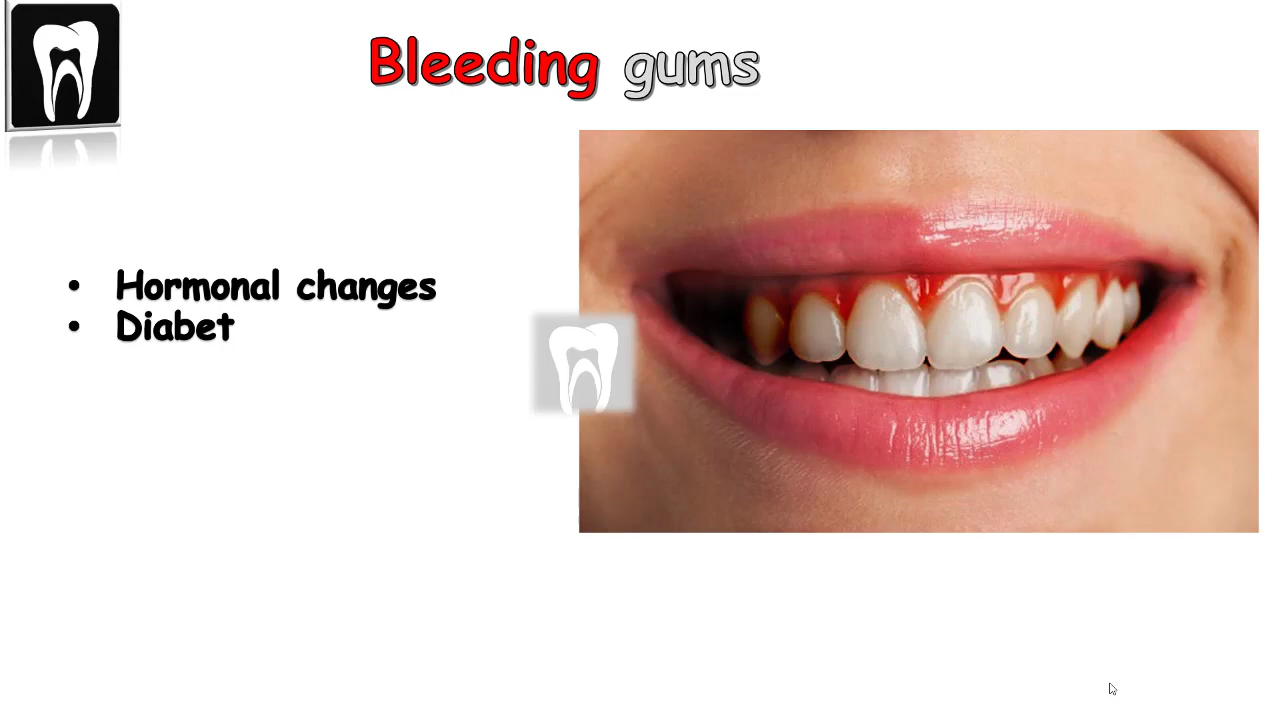 Bleeding gums
• Hormonal changes
• Diabet